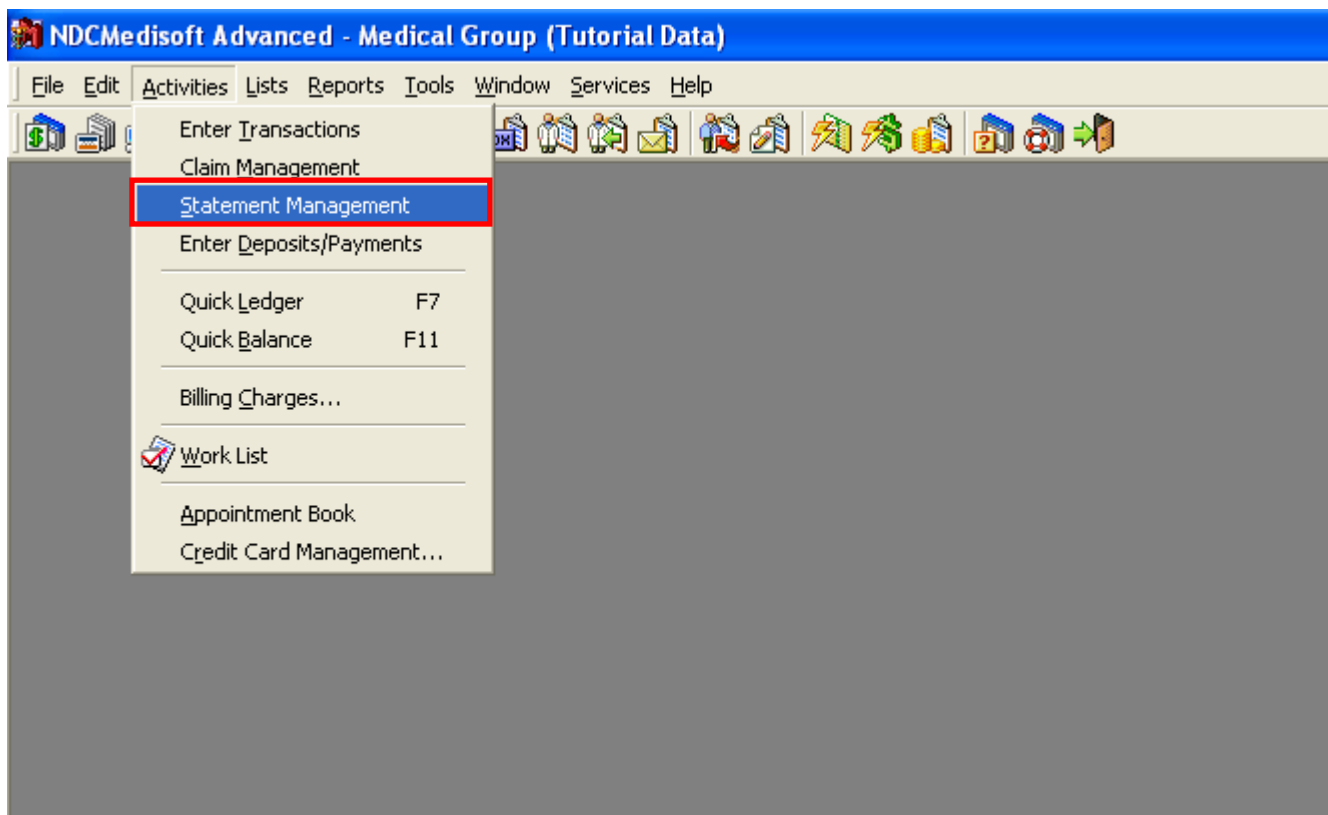 NDCMedisoft Advanced - Medical Group (Tutorial Data)
File Edit Activities Lists Reports Tools Window Services Help
Enter Transactions
Claim Management
Statement Management
Enter Deposits/Payments
Quick Ledger F7
Quick Balance F11
Billing Charges...
Work List
Appointment Book
Credit Card Management...